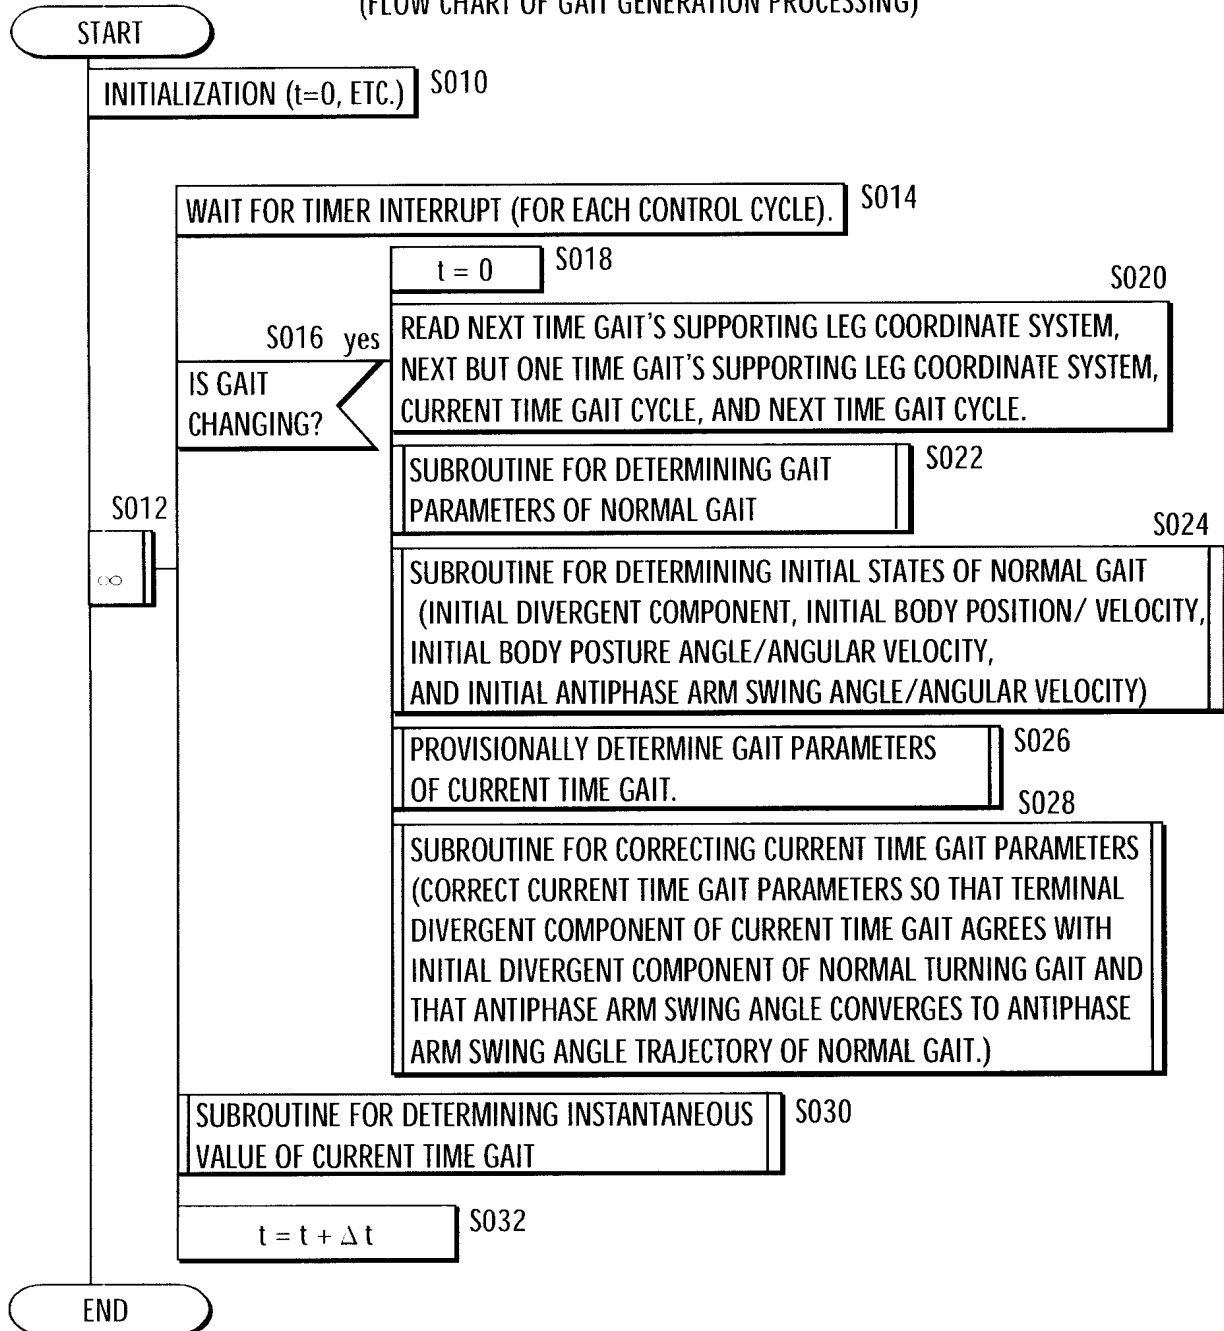 (FLOW CHART OF GAIT GENERATION PROCESSING)
START
INITIALIZATION (t=0, ETC.)
S010
WAIT FOR TIMER INTERRUPT (FOR EACH CONTROL CYCLE).
S014
t = 0
S018
S020
S016 yes
READ NEXT TIME GAIT'S SUPPORTING LEG COORDINATE SYSTEM,
NEXT BUT ONE TIME GAIT'S SUPPORTING LEG COORDINATE SYSTEM,
CURRENT TIME GAIT CYCLE, AND NEXT TIME GAIT CYCLE.
IS GAIT
CHANGING?
SUBROUTINE FOR DETERMINING GAIT
PARAMETERS OF NORMAL GAIT
S022
S012
∞
S024
SUBROUTINE FOR DETERMINING INITIAL STATES OF NORMAL GAIT
(INITIAL DIVERGENT COMPONENT, INITIAL BODY POSITION/ VELOCITY,
INITIAL BODY POSTURE ANGLE/ANGULAR VELOCITY,
AND INITIAL ANTIPHASE ARM SWING ANGLE/ANGULAR VELOCITY)
PROVISIONALLY DETERMINE GAIT PARAMETERS
OF CURRENT TIME GAIT.
S026
S028
SUBROUTINE FOR CORRECTING CURRENT TIME GAIT PARAMETERS
(CORRECT CURRENT TIME GAIT PARAMETERS SO THAT TERMINAL
DIVERGENT COMPONENT OF CURRENT TIME GAIT AGREES WITH
INITIAL DIVERGENT COMPONENT OF NORMAL TURNING GAIT AND
THAT ANTIPHASE ARM SWING ANGLE CONVERGES TO ANTIPHASE
ARM SWING ANGLE TRAJECTORY OF NORMAL GAIT.)
SUBROUTINE FOR DETERMINING INSTANTANEOUS
VALUE OF CURRENT TIME GAIT
S030
t = t + Δ t
S032
END